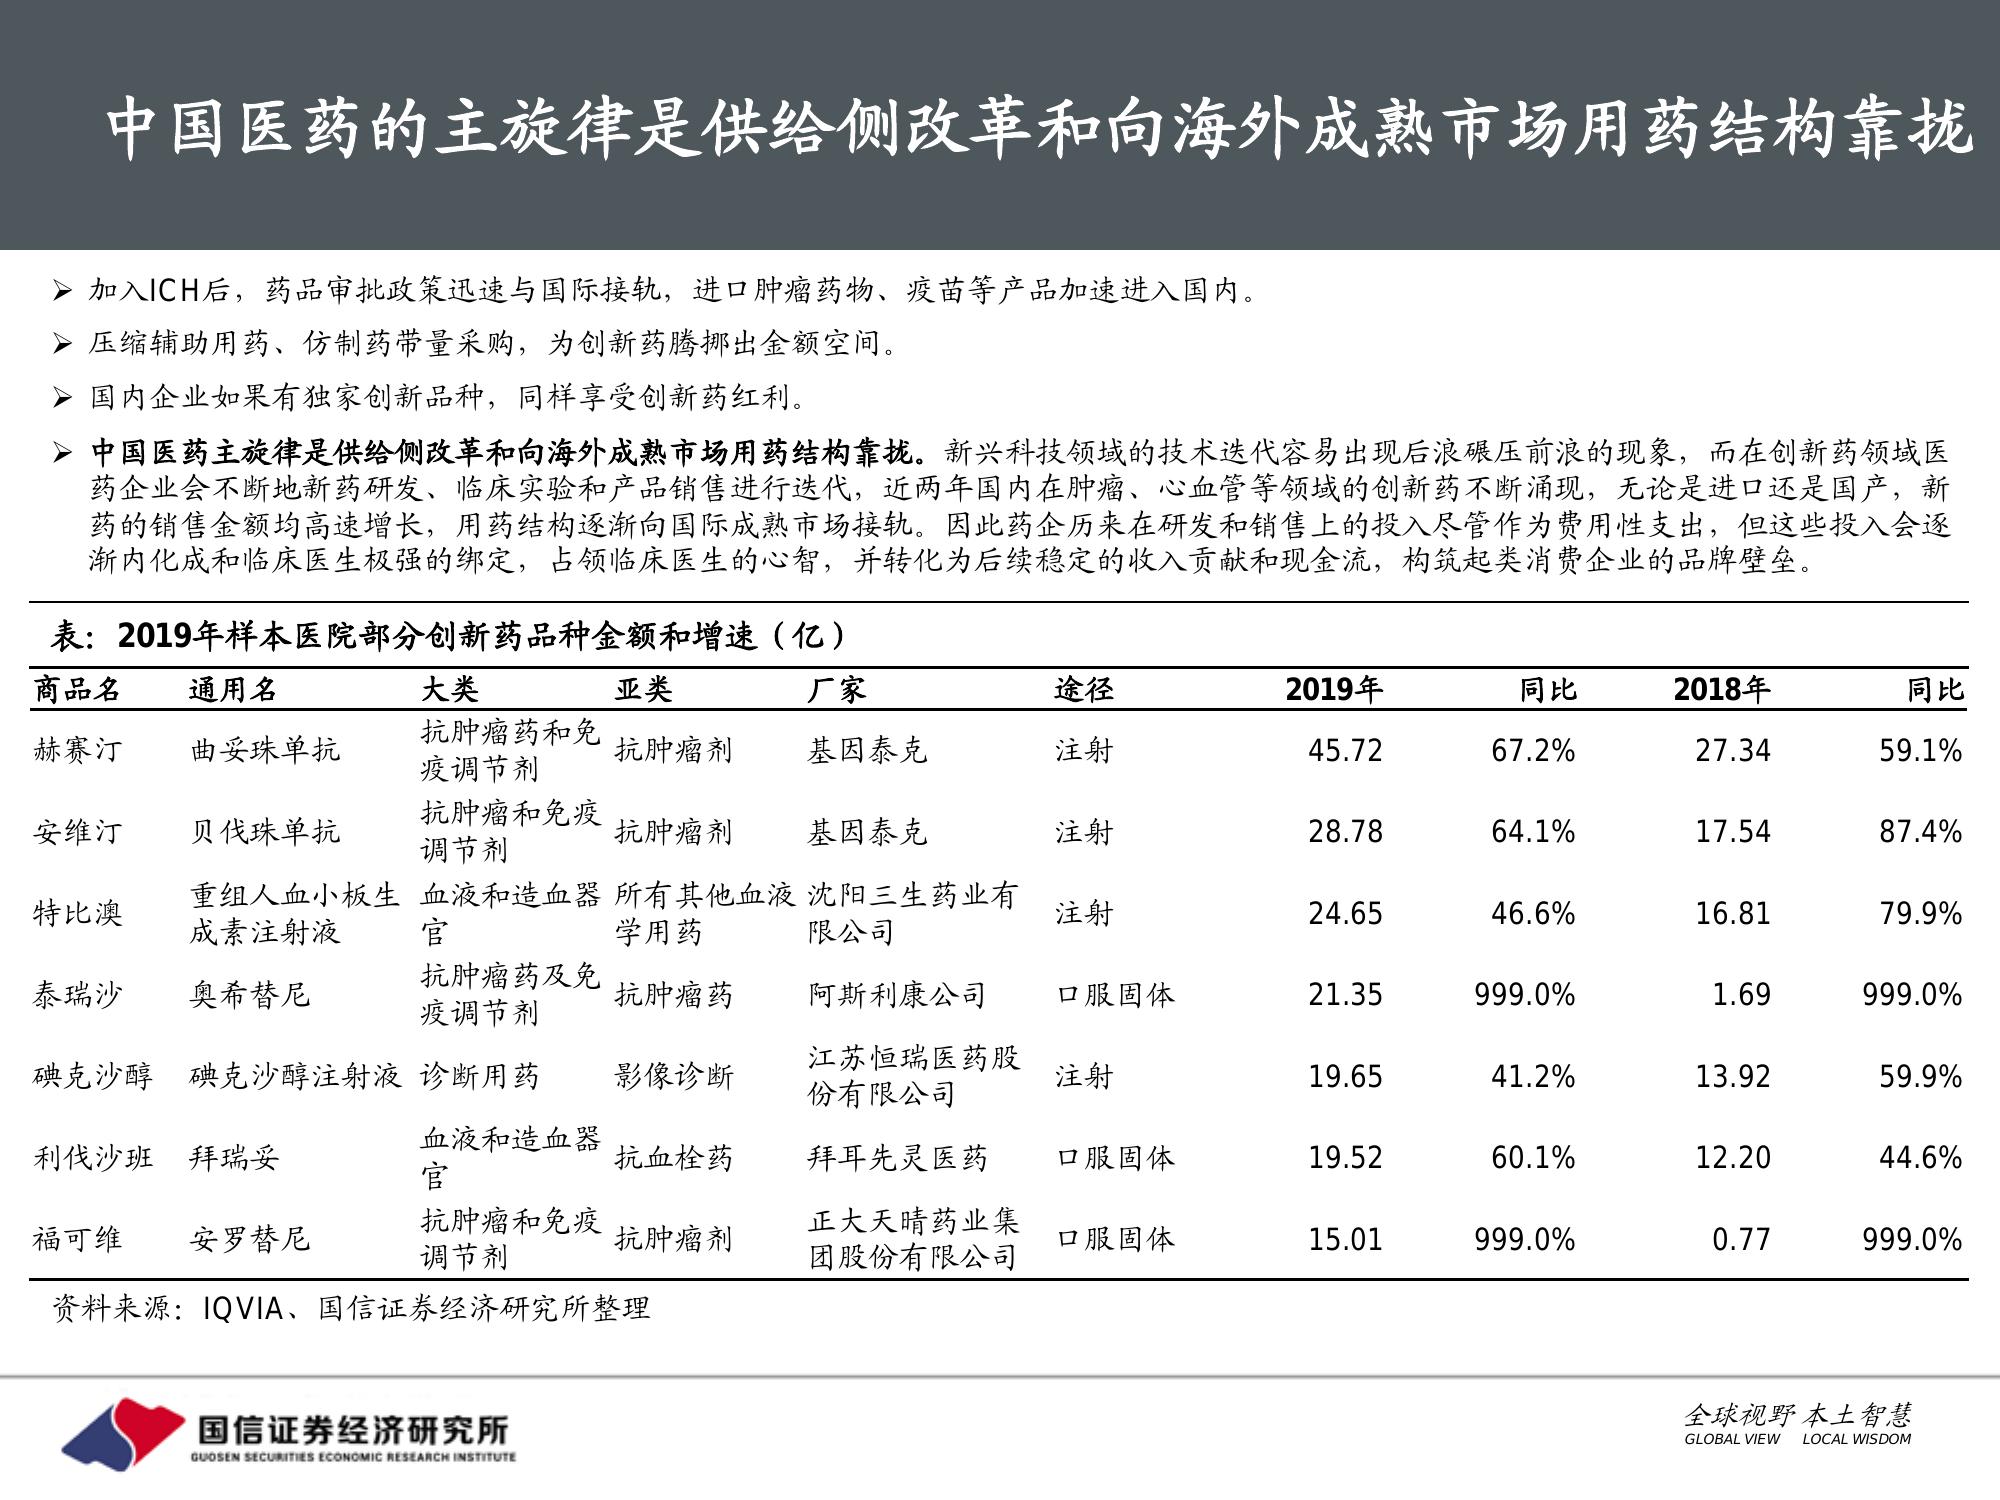 中国医药的主旋律是供给侧改革和向海外成熟市场用药结构靠拢
➢ 加入ICH后，药品审批政策迅速与国际接轨，进口肿瘤药物、疫苗等产品加速进入国内。
➢ 压缩辅助用药、仿制药带量采购，为创新药腾挪出金额空间。
➢ 国内企业如果有独家创新品种，同样享受创新药红利。
➢ 中国医药主旋律是供给侧改革和向海外成熟市场用药结构靠拢。新兴科技领域的技术迭代容易出现后浪碾压前浪的现象，而在创新药领域医
药企业会不断地新药研发、临床实验和产品销售进行迭代，近两年国内在肿瘤、心血管等领域的创新药不断涌现，无论是进口还是国产，新
药的销售金额均高速增长，用药结构逐渐向国际成熟市场接轨。因此药企历来在研发和销售上的投入尽管作为费用性支出，但这些投入会逐
渐内化成和临床医生极强的绑定，占领临床医生的心智，并转化为后续稳定的收入贡献和现金流，构筑起类消费企业的品牌壁垒。
表：2019年样本医院部分创新药品种金额和增速（亿）
商品名 通用名 大类 亚类 厂家 途径 2019年 同比 2018年 同比
赫赛汀 曲妥珠单抗 抗肿瘤药和免疫调节剂 抗肿瘤剂 基因泰克 注射 45.72 67.2% 27.34 59.1%
安维汀 贝伐珠单抗 抗肿瘤和免疫调节剂 抗肿瘤剂 基因泰克 注射 28.78 64.1% 17.54 87.4%
特比澳 重组人血小板生成素注射液 血液和造血器官 所有其他血液学用药 沈阳三生药业有限公司 注射 24.65 46.6% 16.81 79.9%
泰瑞沙 奥希替尼 抗肿瘤药及免疫调节剂 抗肿瘤药 阿斯利康公司 口服固体 21.35 999.0% 1.69 999.0%
碘克沙醇 碘克沙醇注射液 诊断用药 影像诊断 江苏恒瑞医药股份有限公司 注射 19.65 41.2% 13.92 59.9%
利伐沙班 拜瑞妥 血液和造血器官 抗血栓药 拜耳先灵医药 口服固体 19.52 60.1% 12.20 44.6%
福可维 安罗替尼 抗肿瘤和免疫调节剂 抗肿瘤剂 正大天晴药业集团股份有限公司 口服固体 15.01 999.0% 0.77 999.0%
资料来源：IQVIA、国信证券经济研究所整理
国信证券经济研究所
GUOSEN SECURITIES ECONOMIC RESEARCH INSTITUTE
全球视野 本土智慧
GLOBAL VIEW LOCAL WISDOM